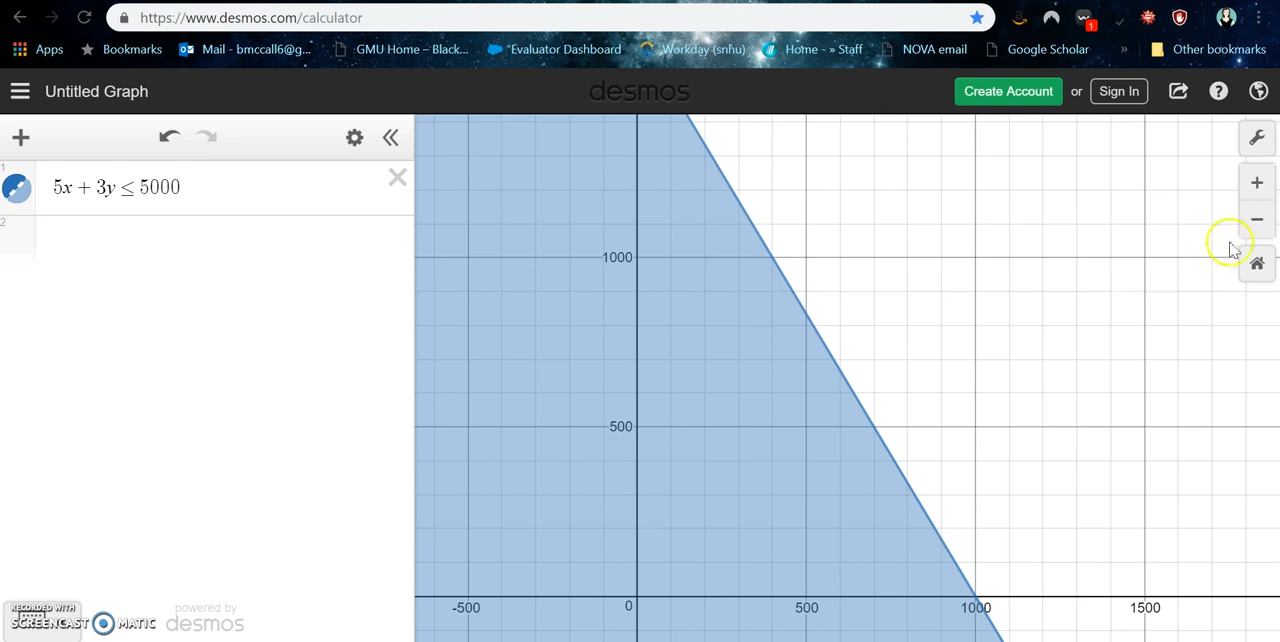 https://www.desmos.com/calculator
1
Apps Bookmarks Mail - bmccall6@g... GMU Home – Black... "Evaluator Dashboard Workday (snhu) Home - » Staff NOVA email Google Scholar » Other bookmarks
Untitled Graph desmos Create Account or Sign In
1
5x + 3y ≤ 5000
2
1000
500
-500 0 500 1000 1500
RECORDED WITH
SCREENCAST MATIC
powered by
desmos